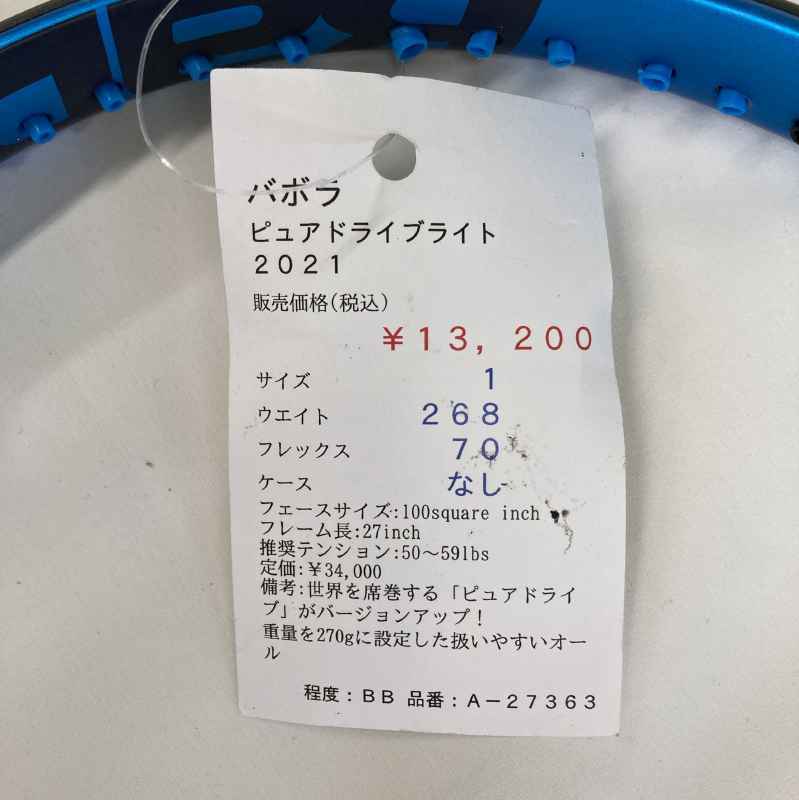 バボラ
ピュアドライブライト
２０２１
販売価格(税込)
￥１３，２００
サイズ １
ウエイト ２６８
フレックス ７０
ケース なし
フェースサイズ:100square inch
フレーム長:27inch
推奨テンション:50～59lbs
定価:￥34,000
備考:世界を席巻する「ピュアドライ
ブ」がバージョンアップ！
重量を270gに設定した扱いやすいオー
ル
程度：ＢＢ 品番：Ａ－２７３６３